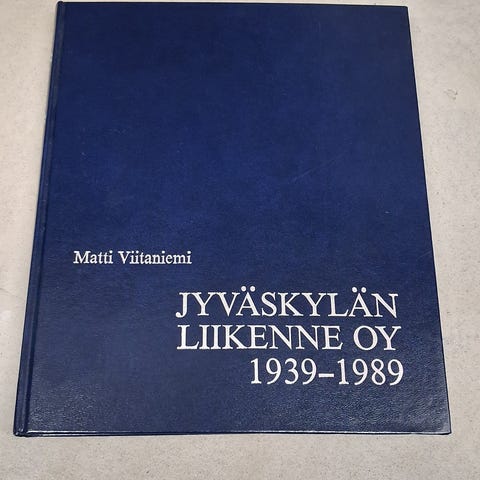 Matti Viitaniemi
JYVÄSKYLÄN
LIIKENNE OY
1939–1989